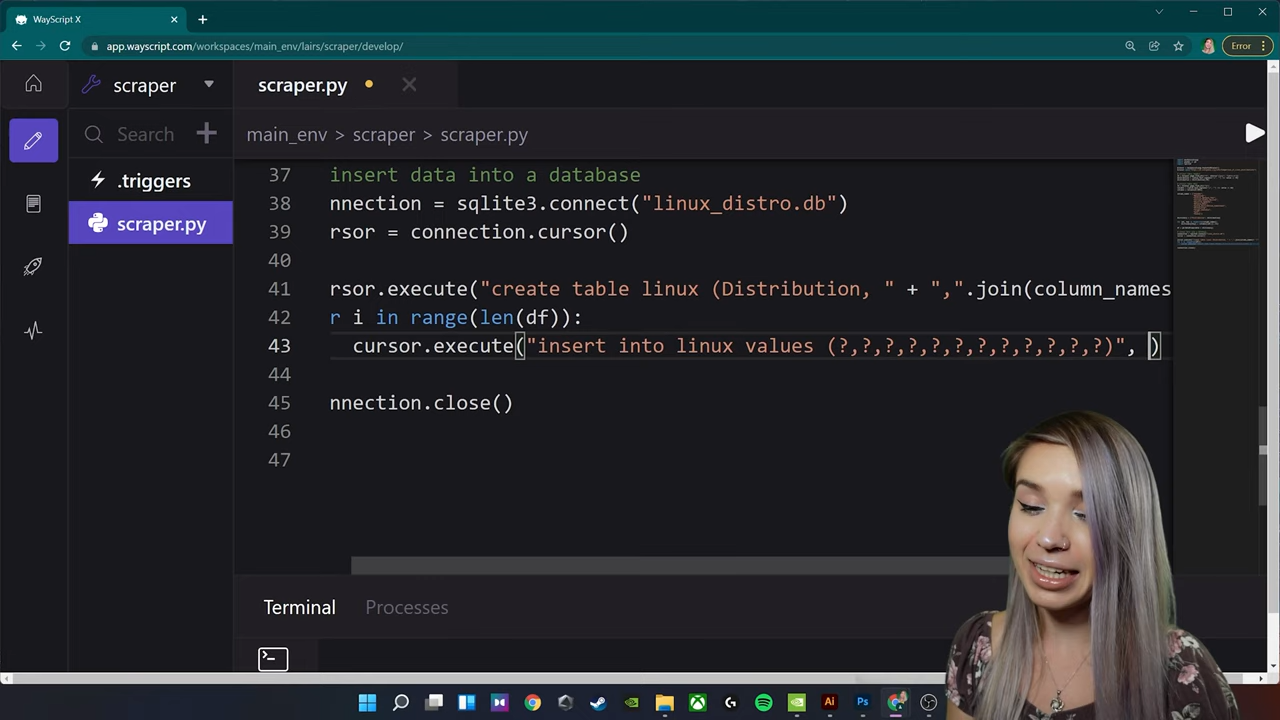 WayScript X
app.wayscript.com/workspaces/main_env/lairs/scraper/develop/
Error
scraper
scraper.py
Search
main_env > scraper > scraper.py
.triggers
scraper.py
37 insert data into a database
38 nnection = sqlite3.connect("linux_distro.db")
39 rsor = connection.cursor()
40
41 rsor.execute("create table linux (Distribution, " + ",".join(column_names
42 r i in range(len(df)):
43 cursor.execute("insert into linux values (?,?,?,?,?,?,?,?,?,?,?,?)", )
44
45 nnection.close()
46
47
Terminal Processes